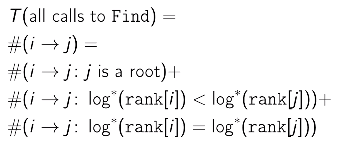 T(all calls to Find) =
#(i → j) =
#(i → j: j is a root)+
#(i → j: log*(rank[i]) < log*(rank[j]))+
#(i → j: log*(rank[i]) = log*(rank[j]))